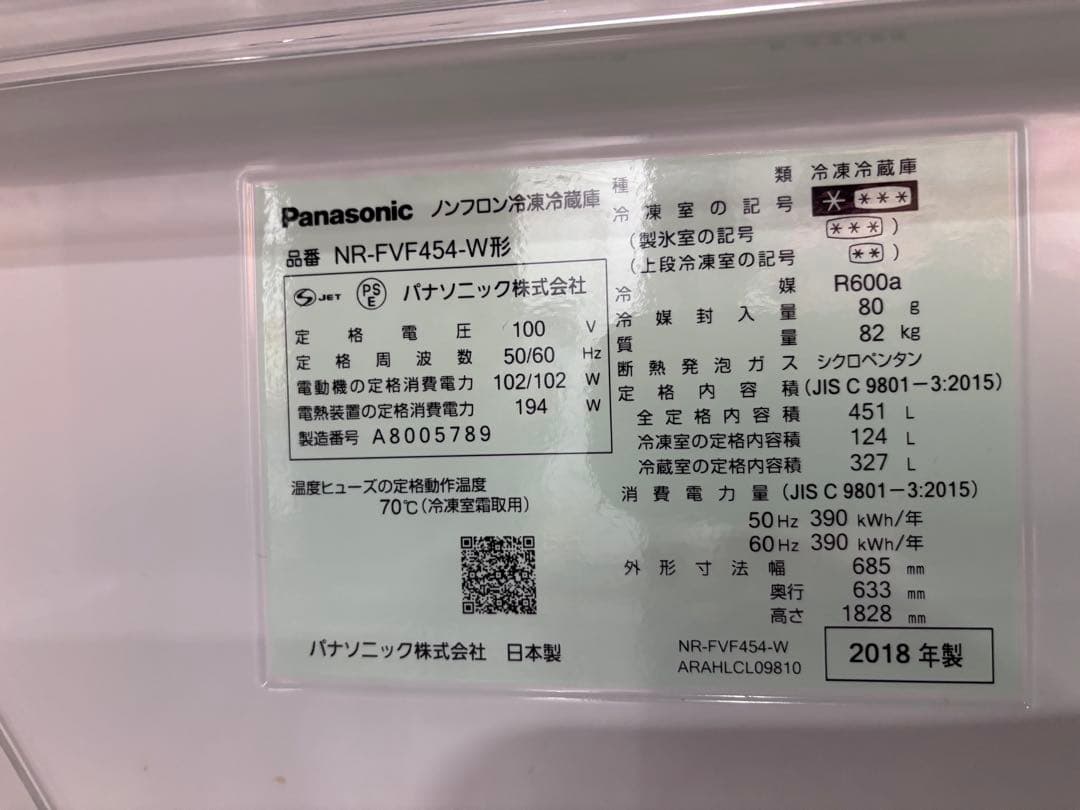 Panasonic ノンフロン冷凍冷蔵庫
品番 NR-FVF454-W形
S JET PS E パナソニック株式会社
定格電圧 100 V
定格周波数 50/60 Hz
電動機の定格消費電力 102/102 W
電熱装置の定格消費電力 194 W
製造番号 A8005789
温度ヒューズの定格動作温度
70℃(冷凍室霜取用)
パナソニック株式会社 日本製
種類 冷凍冷蔵庫
冷凍室の記号 * ***
(製氷室の記号 *** )
(上段冷凍室の記号 ** )
冷媒 R600a
冷媒封入量 80 g
質量 82 kg
断熱発泡ガス シクロペンタン
定格内容積 (JIS C 9801-3:2015)
全定格内容積 451 L
冷凍室の定格内容積 124 L
冷蔵室の定格内容積 327 L
消費電力量 (JIS C 9801-3:2015)
50Hz 390 kWh/年
60Hz 390 kWh/年
外形寸法幅 685 mm
奥行 633 mm
高さ 1828 mm
NR-FVF454-W
ARAHLCL09810
2018 年製